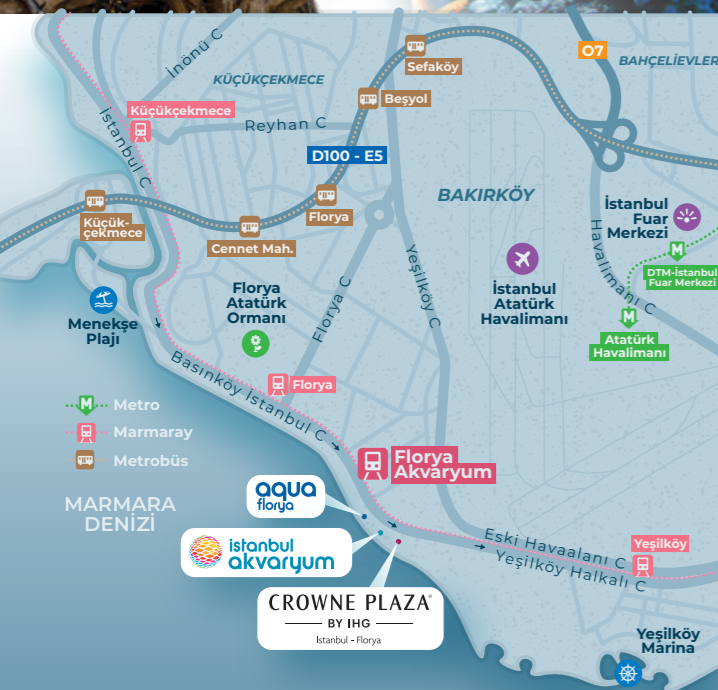 İnönü C
KÜÇÜKÇEKMECE
Sefaköy
O7
BAHÇELİEVLER
Beşyol
Küçükçekmece
İstanbul C
Reyhan C
D100 - E5
BAKIRKÖY
Florya
Küçük-
çekmece
Cennet Mah.
İstanbul
Fuar
Merkezi
Havalimanı C
DTM-İstanbul
Fuar Merkezi
M
M
Atatürk
Havalimanı
İstanbul
Atatürk
Havalimanı
Yeşilköy C
Florya C
Florya
Atatürk
Ormanı
Menekşe
Plajı
Basınköy İstanbul C
Florya
M Metro
Marmaray
Metrobüs
MARMARA
DENİZİ
Florya
Akvaryum
aqua
florya
istanbul
akvaryum
CROWNE PLAZA
BY IHG
Istanbul - Florya
Eski Havaalanı C
Yeşilköy Halkalı C
Yeşilköy
Yeşilköy
Marina